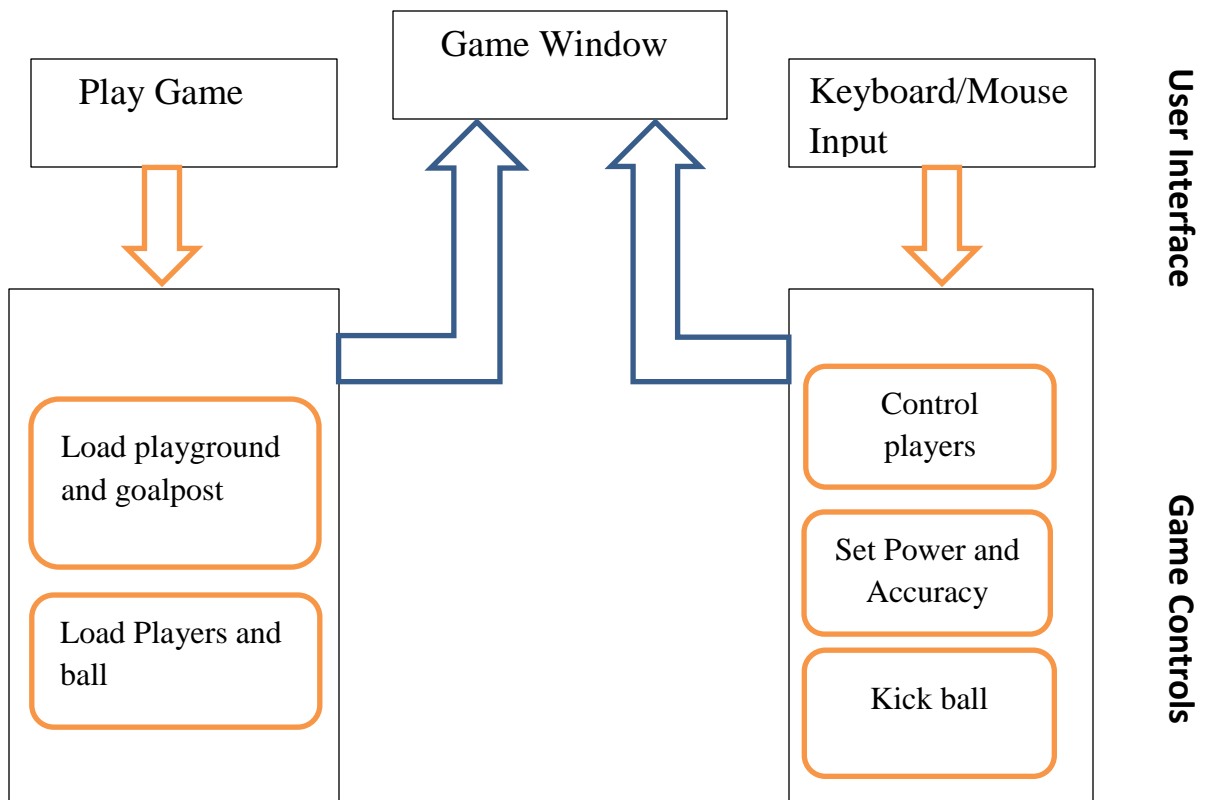 Game Window
Play Game
Keyboard/Mouse
Input
User Interface
Load playground
and goalpost
Load Players and
ball
Control
players
Set Power and
Accuracy
Kick ball
Game Controls